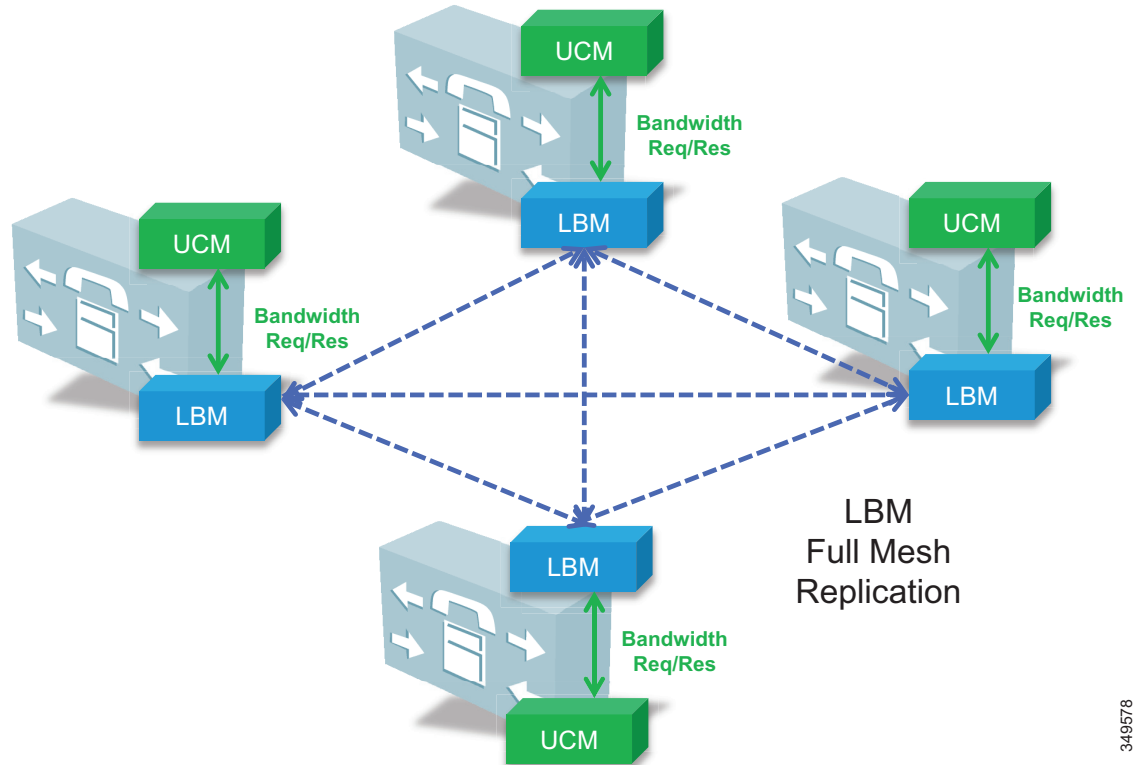 UCM
Bandwidth
Req/Res
LBM
UCM
Bandwidth
Req/Res
LBM
UCM
Bandwidth
Req/Res
LBM
LBM
Bandwidth
Req/Res
UCM
LBM
Full Mesh
Replication
349578